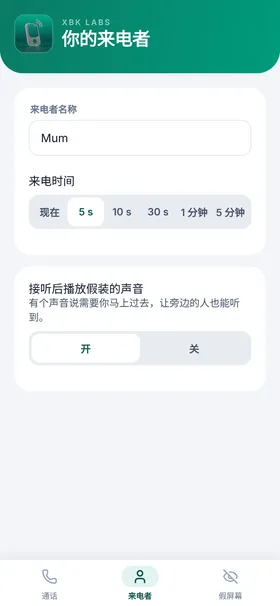 XBK LABS
你的来电者
来电者名称
Mum
来电时间
现在 5 s 10 s 30 s 1 分钟 5 分钟
接听后播放假装的声音
有个声音说需要你马上过去，让旁边的人也能听
到。
开 关
通话 来电者 假屏幕